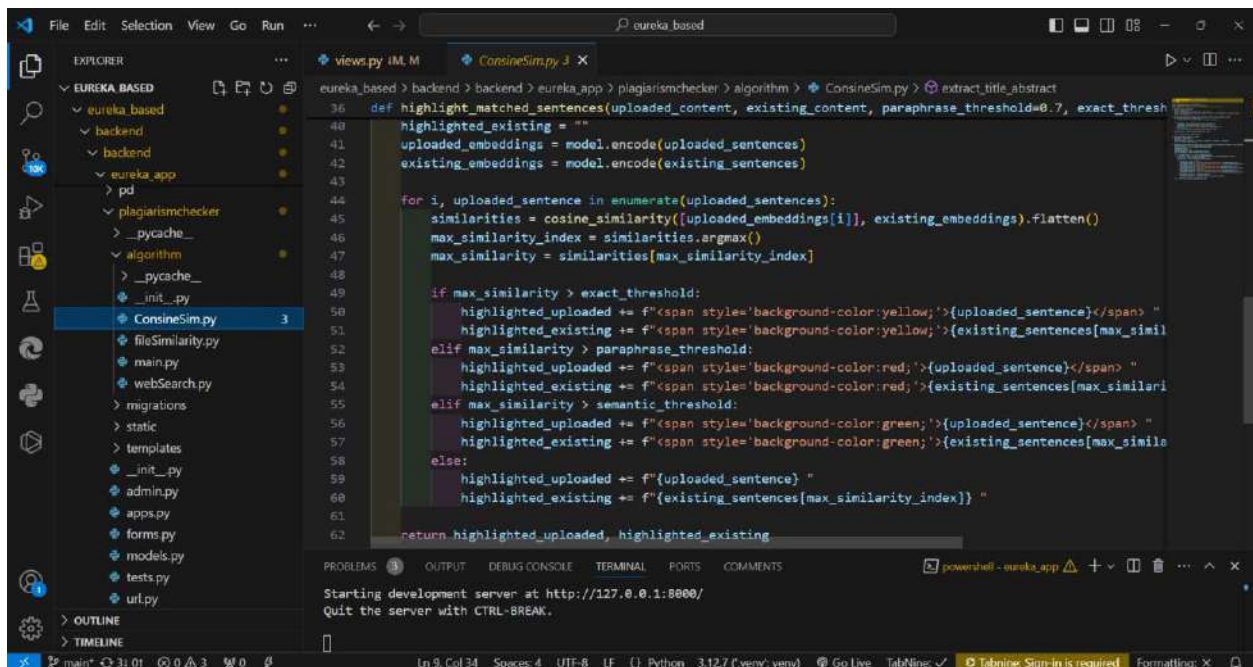 File Edit Selection View Go Run ··· eureka_based
EXPLORER ···
EUREKA BASED
eureka_based
backend
backend
eureka_app
pd
plagiarismchecker
__pycache__
algorithm
__pycache__
__init__.py
ConsineSim.py 3
fileSimilarity.py
main.py
webSearch.py
migrations
static
templates
__init__.py
admin.py
apps.py
forms.py
models.py
tests.py
url.py
OUTLINE
TIMELINE
10K
1
views.py M
ConsineSim.py 3
eureka_based > backend > backend > eureka_app > plagiarismchecker > algorithm > ConsineSim.py > extract_title_abstract
36 def highlight_matched_sentences(uploaded_content, existing_content, paraphrase_threshold=0.7, exact_thresh
40 highlighted_existing = ""
41 uploaded_embeddings = model.encode(uploaded_sentences)
42 existing_embeddings = model.encode(existing_sentences)
43
44 for i, uploaded_sentence in enumerate(uploaded_sentences):
45 similarities = cosine_similarity([uploaded_embeddings[i]], existing_embeddings).flatten()
46 max_similarity_index = similarities.argmax()
47 max_similarity = similarities[max_similarity_index]
48
49 if max_similarity > exact_threshold:
50 highlighted_uploaded += f"<span style='background-color:yellow;'>{uploaded_sentence}</span> "
51 highlighted_existing += f"<span style='background-color:yellow;'>{existing_sentences[max_simil
52 elif max_similarity > paraphrase_threshold:
53 highlighted_uploaded += f"<span style='background-color:red;'>{uploaded_sentence}</span> "
54 highlighted_existing += f"<span style='background-color:red;'>{existing_sentences[max_similari
55 elif max_similarity > semantic_threshold:
56 highlighted_uploaded += f"<span style='background-color:green;'>{uploaded_sentence}</span> "
57 highlighted_existing += f"<span style='background-color:green;'>{existing_sentences[max_simila
58 else:
59 highlighted_uploaded += f"{uploaded_sentence} "
60 highlighted_existing += f"{existing_sentences[max_similarity_index]} "
61
62 return highlighted_uploaded, highlighted_existing
PROBLEMS 3 OUTPUT DEBUG CONSOLE TERMINAL PORTS COMMENTS powershell - eureka_app
Starting development server at http://127.0.0.1:8000/
Quit the server with CTRL-BREAK.
main* 3↓ 0↑ 0 3 0 Ln 9, Col 34 Spaces: 4 UTF-8 LF {} Python 3.12.7 ('venv': venv) Go Live TabNine: ✓ Tabnine: Sign-in is required Formatting: X